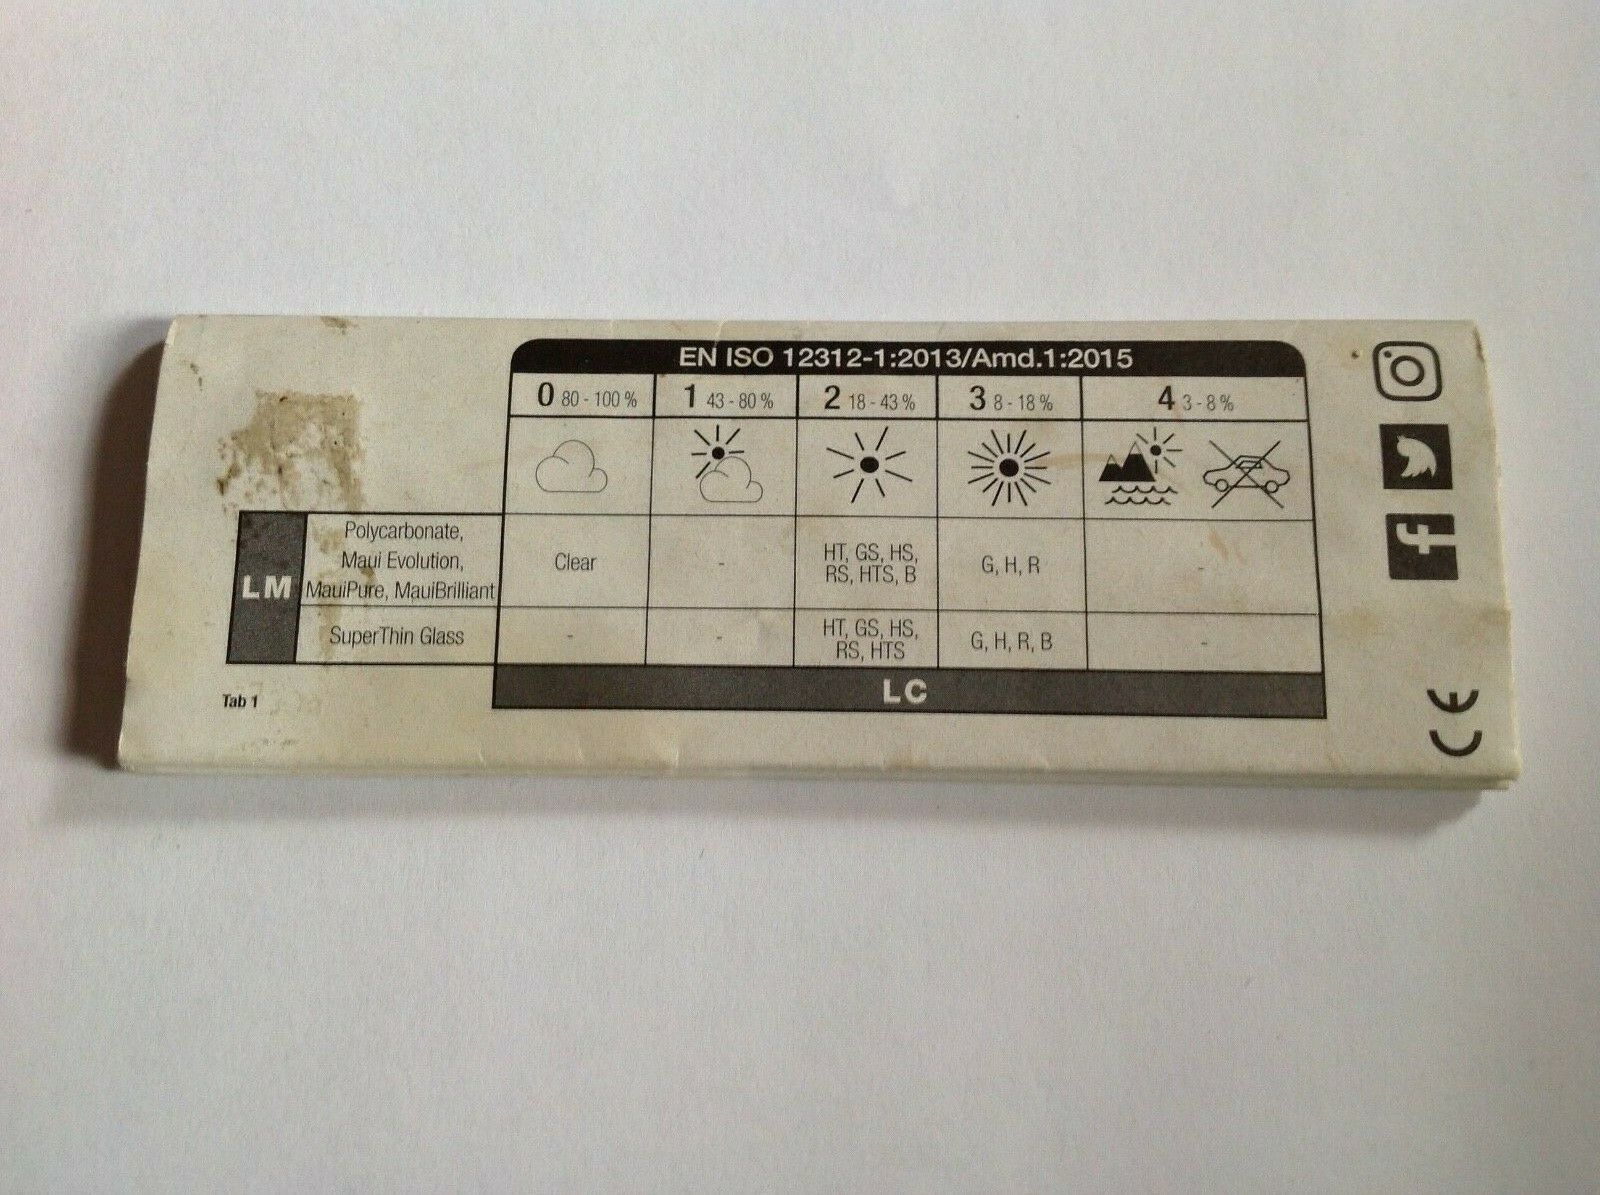 EN ISO 12312-1:2013/Amd.1:2015
0 80 - 100 % 1 43 - 80 % 2 18 - 43 % 3 8 - 18 % 4 3 - 8 %
LM
Polycarbonate,
Maui Evolution,
MauiPure, MauiBrilliant
Clear
-
HT, GS, HS,
RS, HTS, B
G, H, R
-
SuperThin Glass
-
-
HT, GS, HS,
RS, HTS
G, H, R, B
-
LC
Tab 1
CE